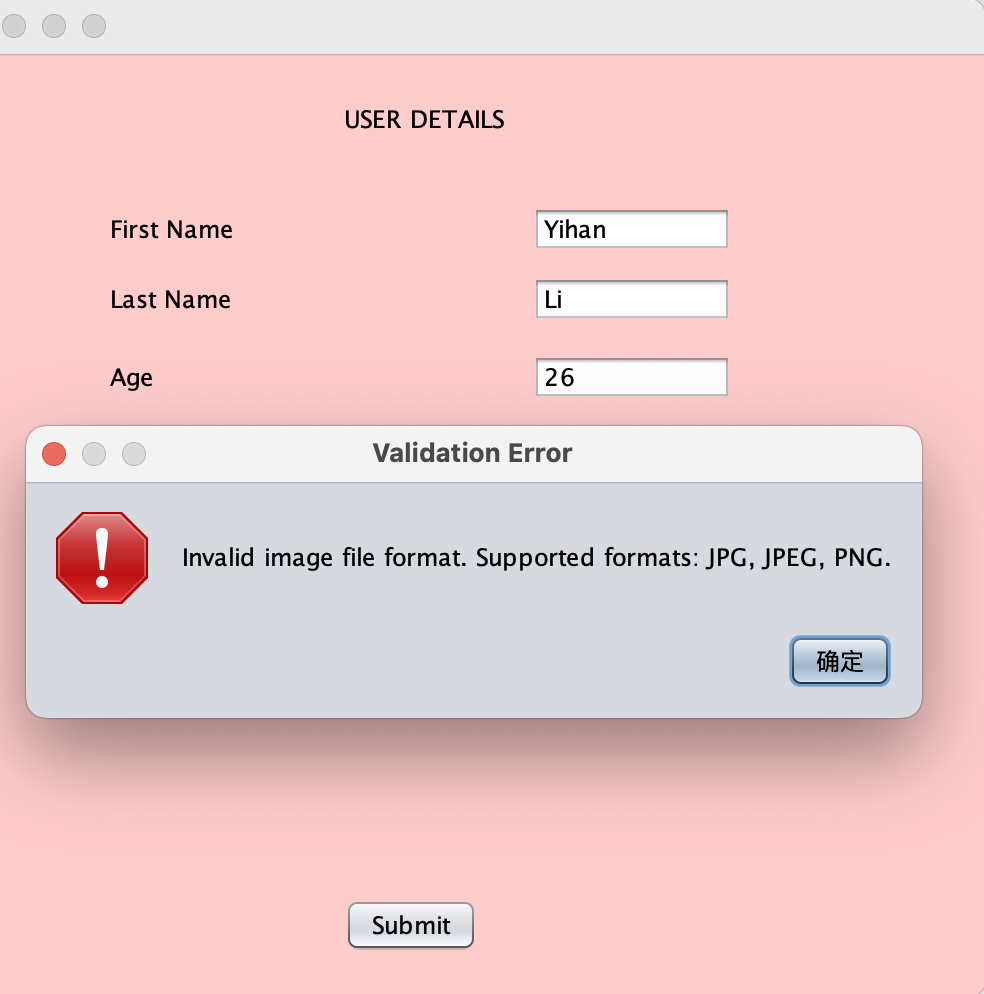 USER DETAILS
First Name
Yihan
Last Name
Li
Age
26
Validation Error
Invalid image file format. Supported formats: JPG, JPEG, PNG.
确定
Submit